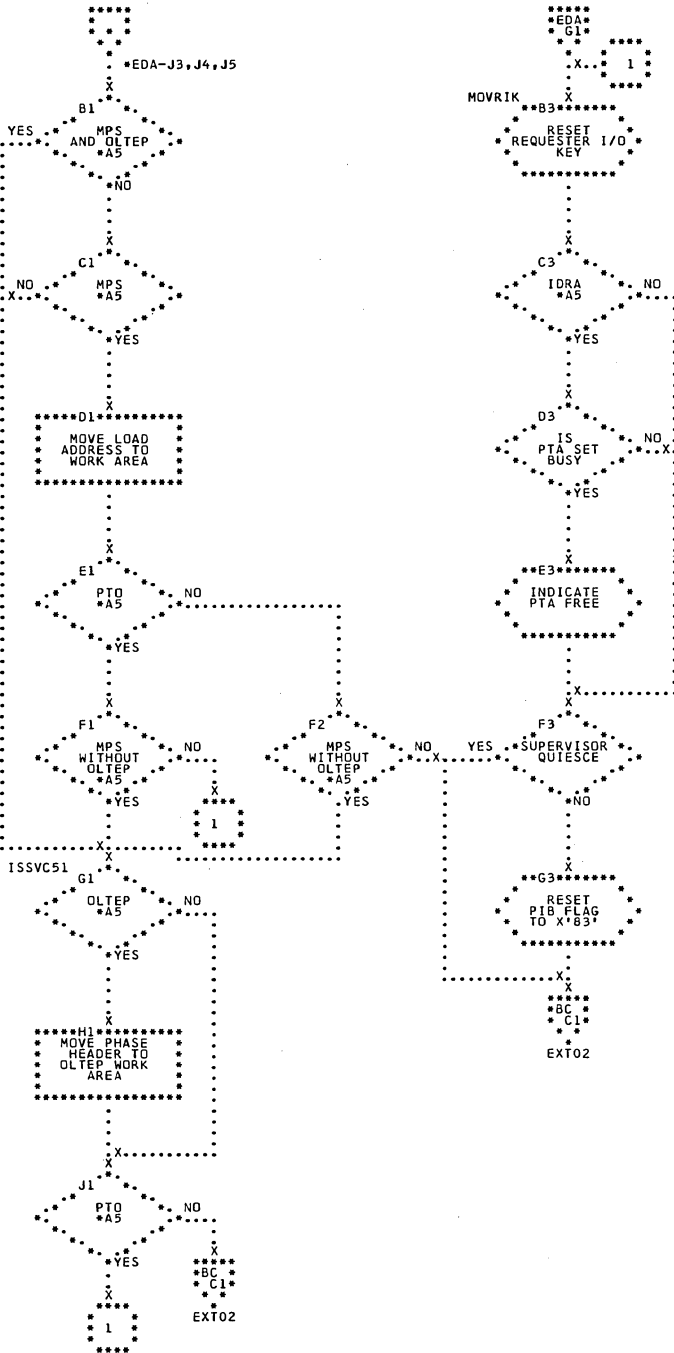 *EDA-J3,J4,J5
B1
YES
MPS
AND OLTEP
*A5
NO
C1
NO
MPS
*A5
YES
D1
MOVE LOAD
ADDRESS TO
WORK AREA
E1
PTO
*A5
NO
YES
F1
MPS
WITHOUT
OLTEP
*A5
NO
YES
1
F2
MPS
WITHOUT
OLTEP
*A5
NO
YES
ISSVC51
G1
OLTEP
*A5
NO
YES
H1
MOVE PHASE
HEADER TO
OLTEP WORK
AREA
J1
PTO
*A5
NO
YES
1
BC
C1
EXT02
EDA
G1
1
MOVRIK
B3
RESET
REQUESTER I/O
KEY
C3
IDRA
*A5
NO
YES
D3
IS
PTA SET
BUSY
NO
YES
E3
INDICATE
PTA FREE
F3
YES
SUPERVISOR
QUIESCE
NO
G3
RESET
PIB FLAG
TO X'83'
BC
C1
EXT02